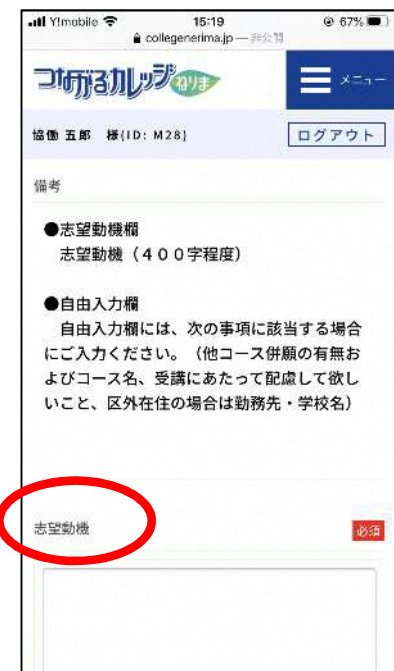 Y!mobile 15:19 67%
collegenerima.jp — 非公開
つながるカレッジねりま
メニュー
協働 五郎 様(ID: M28)
ログアウト
備考
●志望動機欄
志望動機（４００字程度）
●自由入力欄
自由入力欄には、次の事項に該当する場合
にご入力ください。（他コース併願の有無お
よびコース名、受講にあたって配慮して欲し
いこと、区外在住の場合は勤務先・学校名）
志望動機
必須